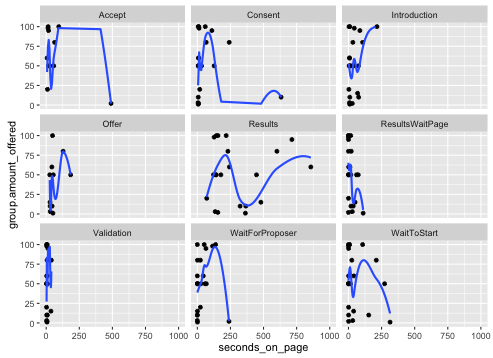 Accept Consent Introduction
100
75
50
25
0
Offer Results ResultsWaitPage
100
75
50
25
0
group.amount_offered
Validation WaitForProposer WaitToStart
100
75
50
25
0
0 250 500 750 1000 0 250 500 750 1000 0 250 500 750 1000
seconds_on_page